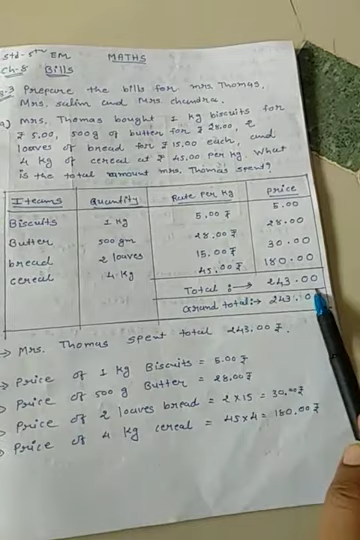 Std-5th EM MATHS
Ch-8 Bills
Q-3 Prepare the bills for mrs. Thomas,
Mrs. salim and Mrs. chandra.
a) Mrs. Thomas bought 1 kg biscuits for
₹ 5.00, 500 g of butter for ₹ 28.00, 2
loaves of bread for ₹ 15.00 each, and
4 kg of cereal at ₹ 45.00 per kg. What
is the total amount mrs. Thomas spent?
Iteams Quantity Rate per kg price
Biscuits 1 kg 5.00 ₹ 5.00
Butter 500 gm 28.00 ₹ 28.00
bread 2 loaves 15.00 ₹ 30.00
cereal 4 kg 45.00 ₹ 180.00
Total :→ 243.00
Grand total:→ 243.0
→ Mrs. Thomas spent total 243.00 ₹.
→ Price of 1 kg Biscuits = 5.00₹
→ Price of 500 g Butter = 28.00₹
→ Price of 2 loaves bread = 2 x 15 = 30.00₹
→ Price of 4 kg cereal = 45 x 4 = 180.00₹